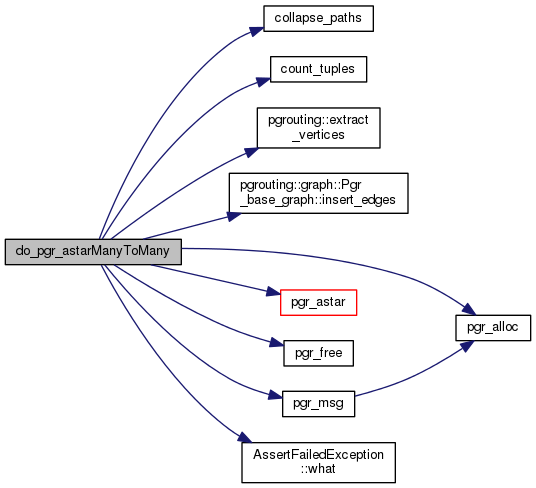 collapse_paths
count_tuples
pgrouting::extract
_vertices
pgrouting::graph::Pgr
_base_graph::insert_edges
do_pgr_astarManyToMany
pgr_astar
pgr_alloc
pgr_free
pgr_msg
AssertFailedException
::what